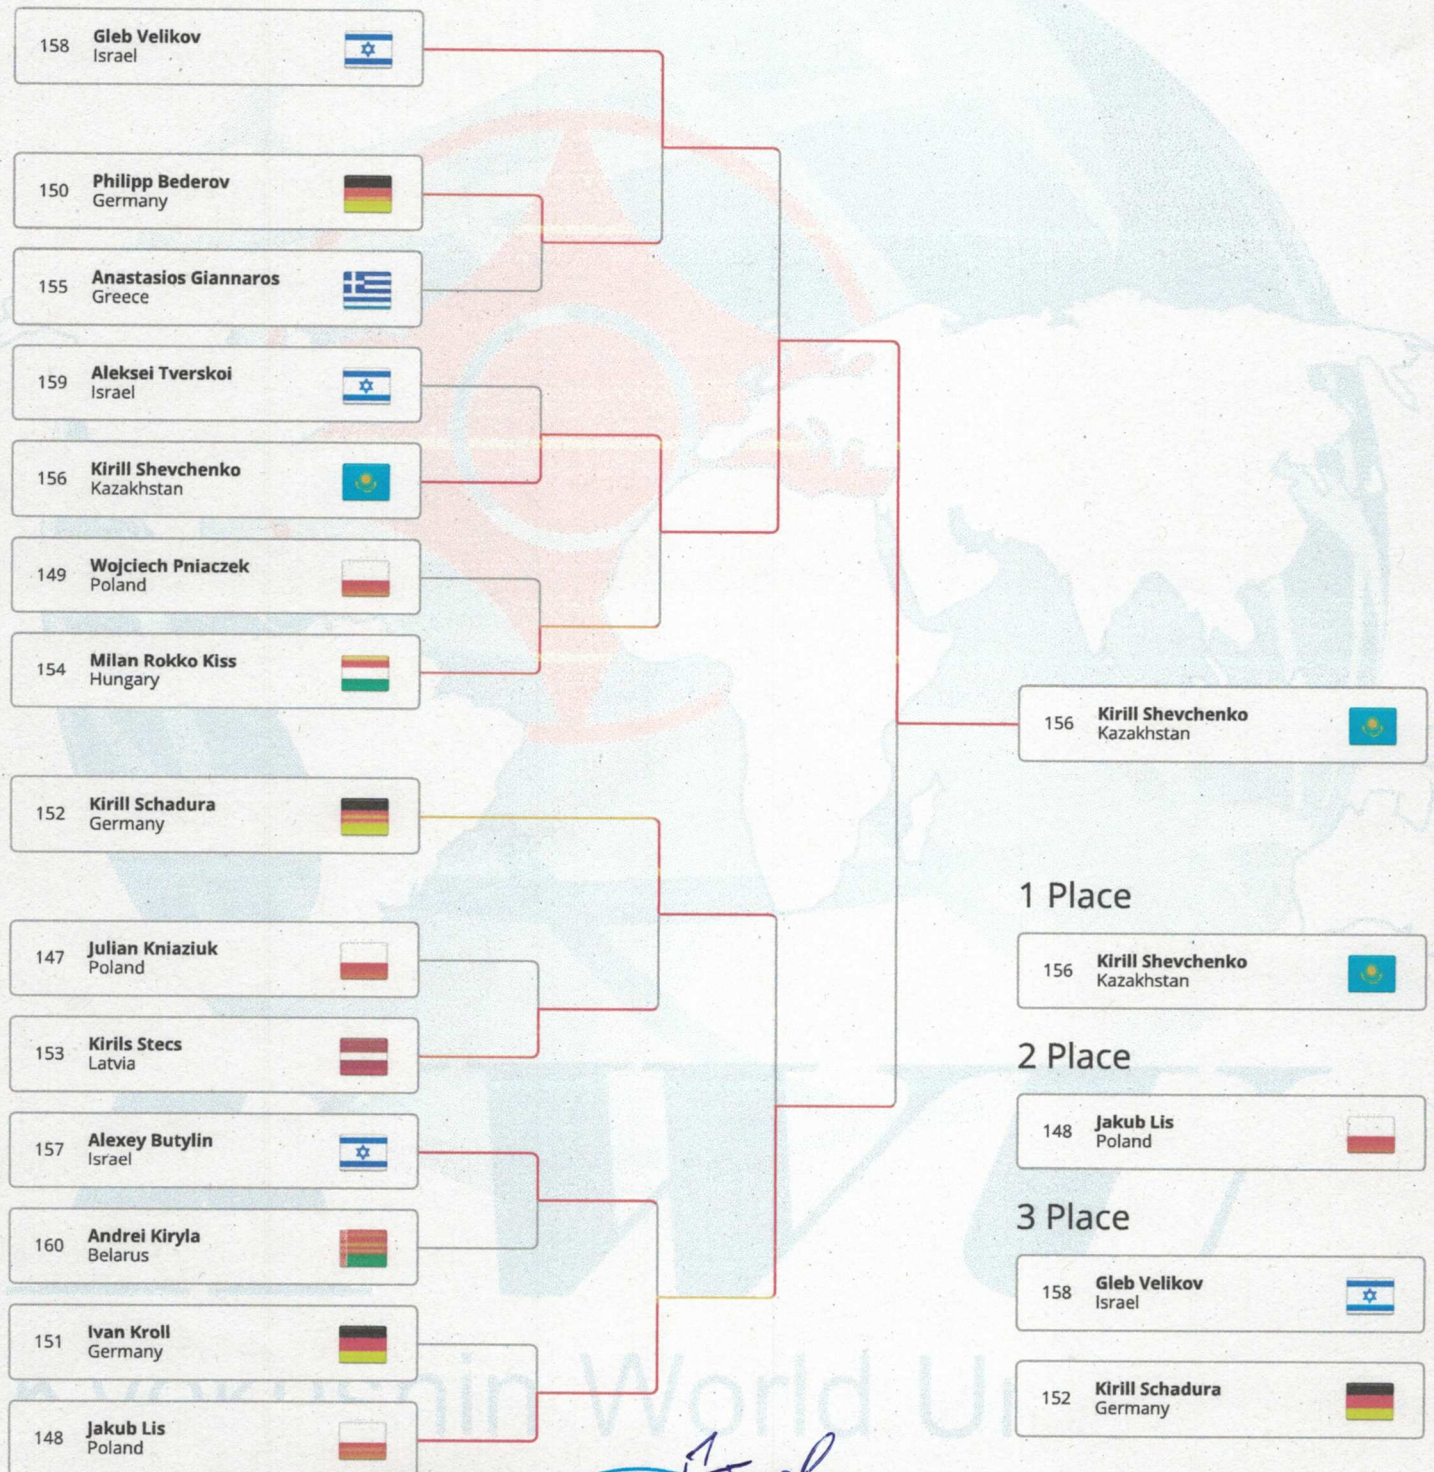 158
Gleb Velikov
Israel
150
Philipp Bederov
Germany
155
Anastasios Giannaros
Greece
159
Aleksei Tverskoi
Israel
156
Kirill Shevchenko
Kazakhstan
149
Wojciech Pniaczek
Poland
154
Milan Rokko Kiss
Hungary
152
Kirill Schadura
Germany
147
Julian Kniaziuk
Poland
153
Kirils Stecs
Latvia
157
Alexey Butylin
Israel
160
Andrei Kiryla
Belarus
151
Ivan Kroll
Germany
148
Jakub Lis
Poland
156
Kirill Shevchenko
Kazakhstan
1 Place
156
Kirill Shevchenko
Kazakhstan
2 Place
148
Jakub Lis
Poland
3 Place
158
Gleb Velikov
Israel
152
Kirill Schadura
Germany
World